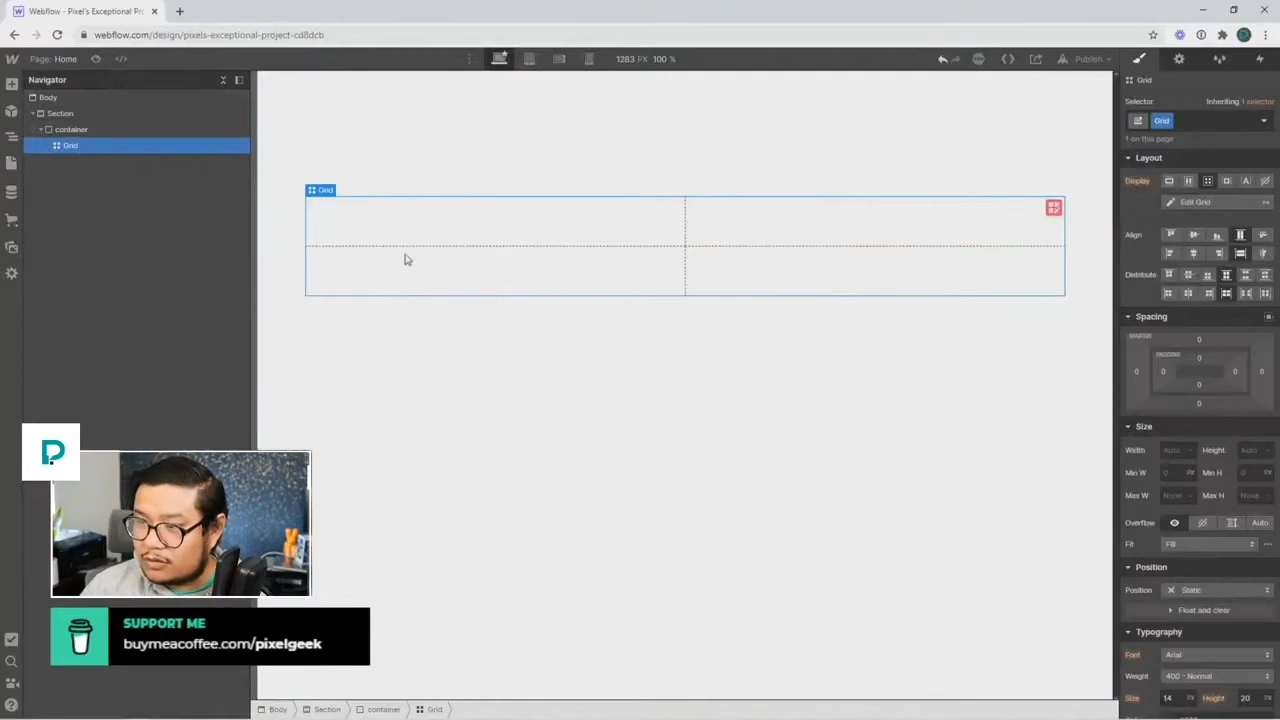 Webflow - Pixel's Exceptional Pr
webflow.com/design/pixels-exceptional-project-cd8dcb
Page: Home
1283 PX 100 %
Publish
Navigator
Body
Section
container
Grid
Grid
Grid
Selector
Inheriting 1 selector
Grid
1 on this page
Layout
Display
Edit Grid
Align
Distribute
Spacing
MARGIN
0
PADDING
0
0
0
0
0
0
0
Size
Width Auto Height Auto
Min W 0 PX Min H 0 PX
Max W None Max H None
Overflow Auto
Fit Fill
Position
Position Static
Float and clear
Typography
Font Arial
Weight 400 - Normal
Size 14 PX Height 20 PX
SUPPORT ME
buymeacoffee.com/pixelgeek
Body Section container Grid